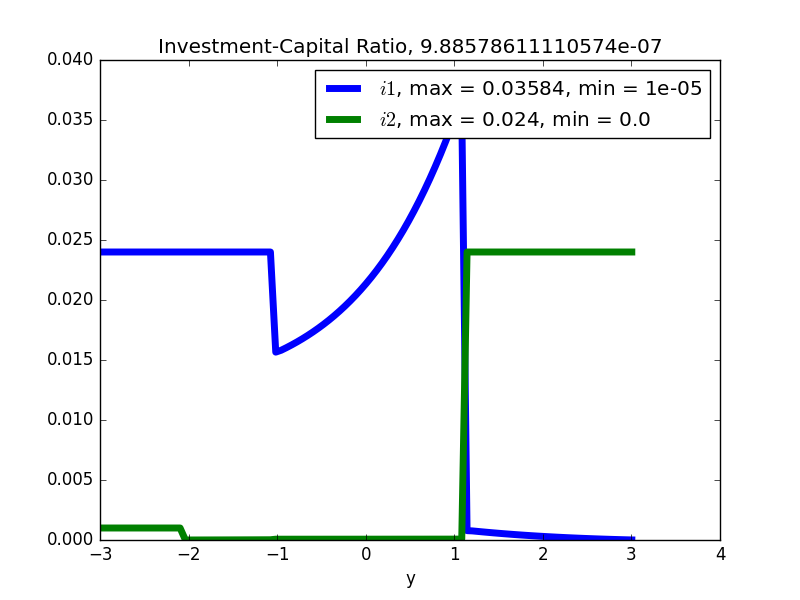 Investment-Capital Ratio, 9.88578611110574e-07
i1, max = 0.03584, min = 1e-05
i2, max = 0.024, min = 0.0
0.040
0.035
0.030
0.025
0.020
0.015
0.010
0.005
0.000
−3 −2 −1 0 1 2 3 4
y